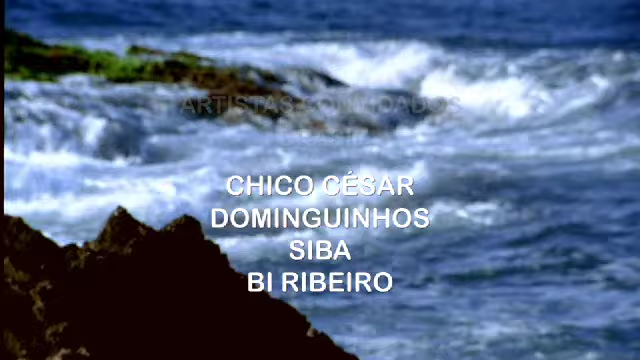 ARTISTAS CONVIDADOS
CHICO CÉSAR
DOMINGUINHOS
SIBA
BI RIBEIRO